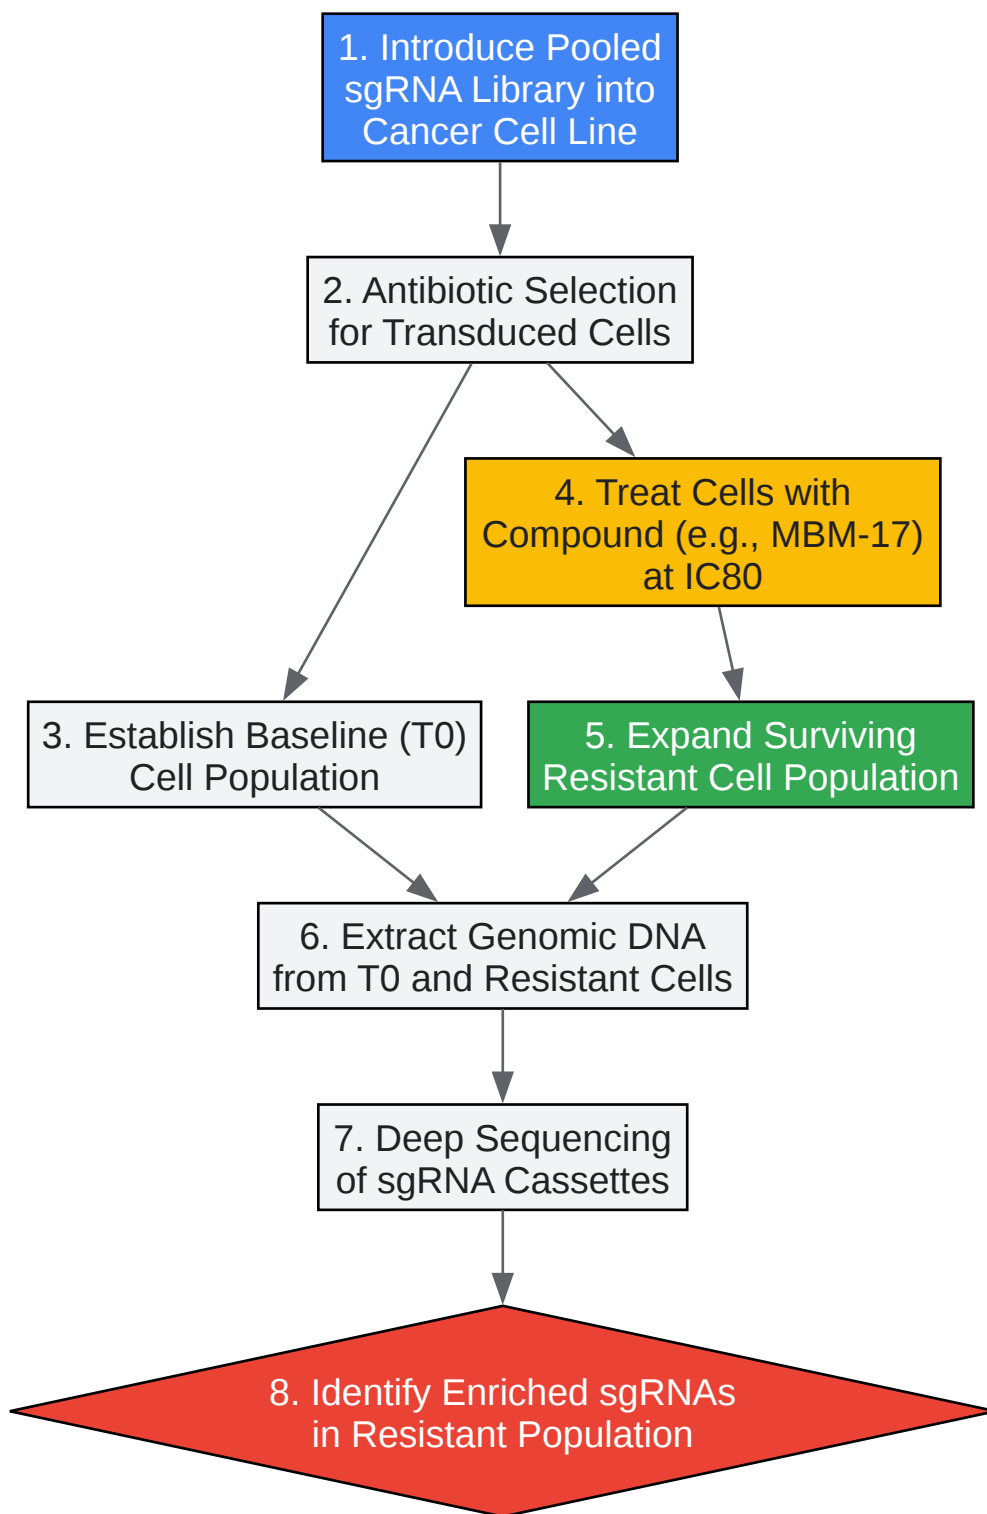 1. Introduce Pooled
sgRNA Library into
Cancer Cell Line
2. Antibiotic Selection
for Transduced Cells
4. Treat Cells with
Compound (e.g., MBM-17)
at IC80
3. Establish Baseline (T0)
Cell Population
5. Expand Surviving
Resistant Cell Population
6. Extract Genomic DNA
from T0 and Resistant Cells
7. Deep Sequencing
of sgRNA Cassettes
8. Identify Enriched sgRNAs
in Resistant Population